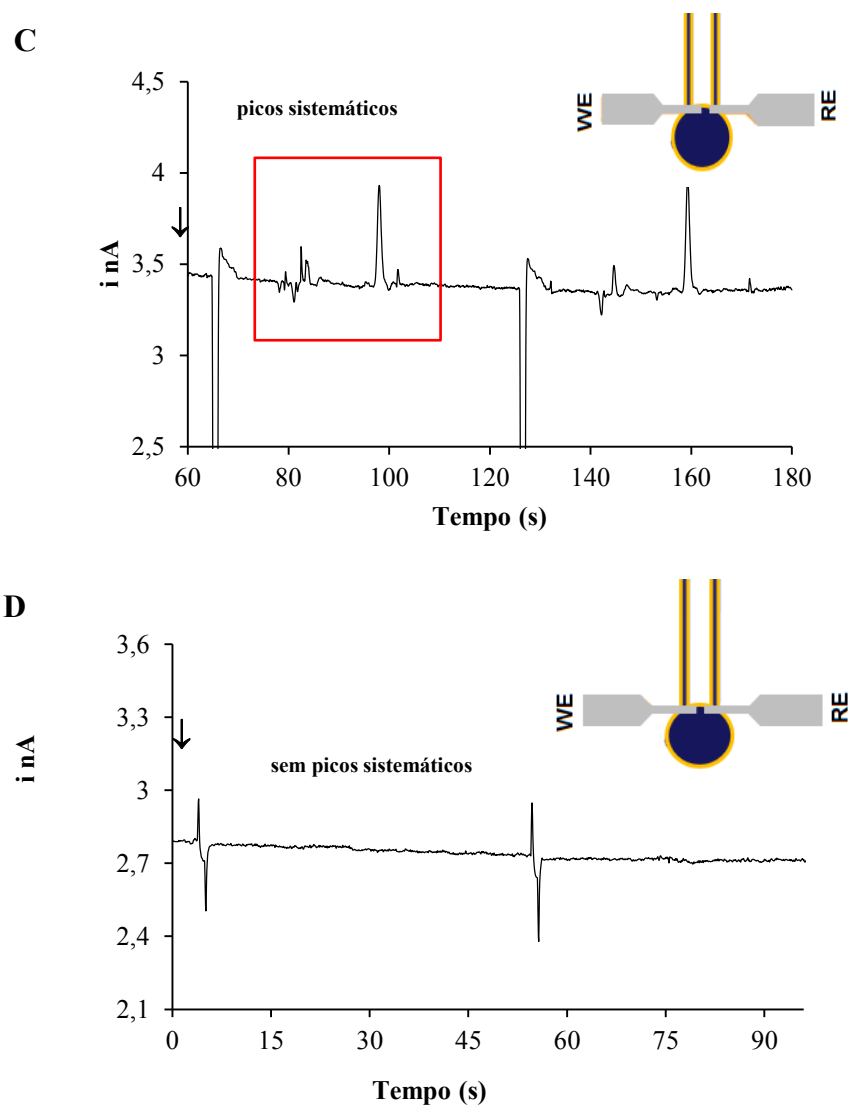 C
4,5
picos sistemáticos
WE
RE
4
3,5
i nA
3
2,5
60
80
100
120
140
160
180
Tempo (s)
D
3,6
WE
RE
3,3
i nA
sem picos sistemáticos
3
2,7
2,4
2,1
0
15
30
45
60
75
90
Tempo (s)